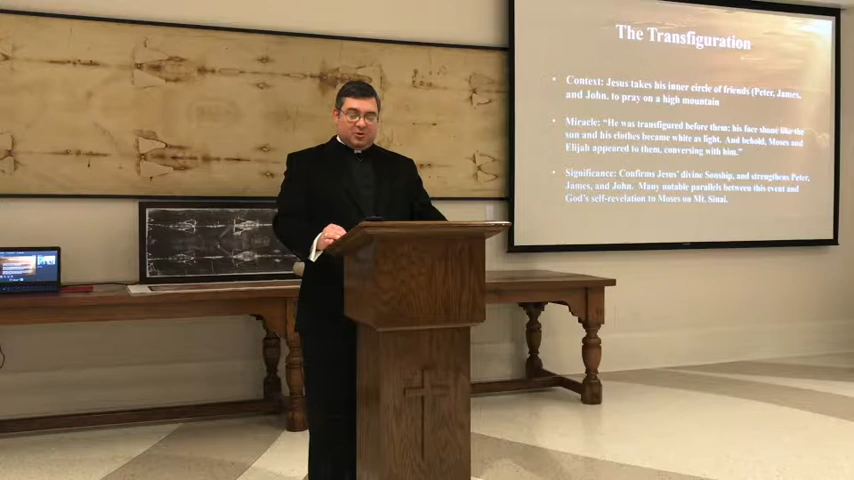 The Transfiguration
• Context: Jesus takes his inner circle of friends (Peter, James,
and John, to pray on a high mountain
• Miracle: “He was transfigured before them; his face shone like the
sun and his clothes became white as light. And behold, Moses and
Elijah appeared to them, conversing with him.”
• Significance: Confirms Jesus’ divine Sonship, and strengthens Peter,
James, and John. Many notable parallels between this event and
God’s self-revelation to Moses on Mt. Sinai.